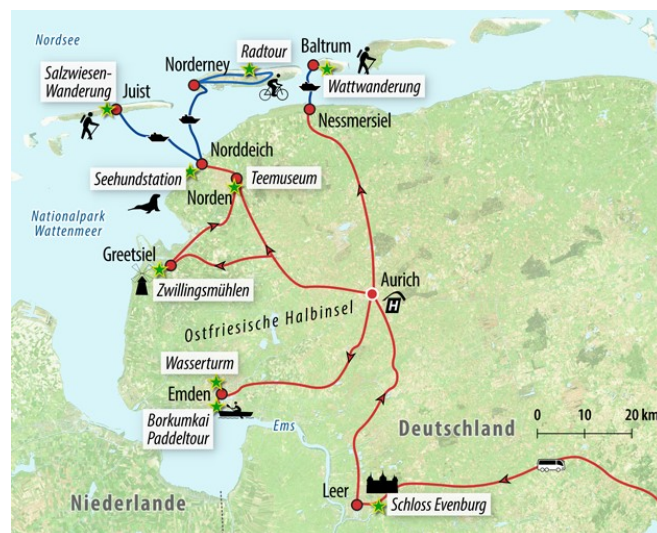 Nordsee
Radtour
Baltrum
Salzwiesen-
Wanderung
Norderney
Juist
Wattwanderung
Nessmersiel
Norddeich
Seehundstation
Teemuseum
Norden
Nationalpark
Wattenmeer
Greetsiel
Zwillingsmühlen
Aurich
H
Ostfriesische Halbinsel
Wasserturm
Emden
Borkumkai
Paddeltour
Ems
0 10 20 km
Deutschland
Leer
Schloss Evenburg
Niederlande